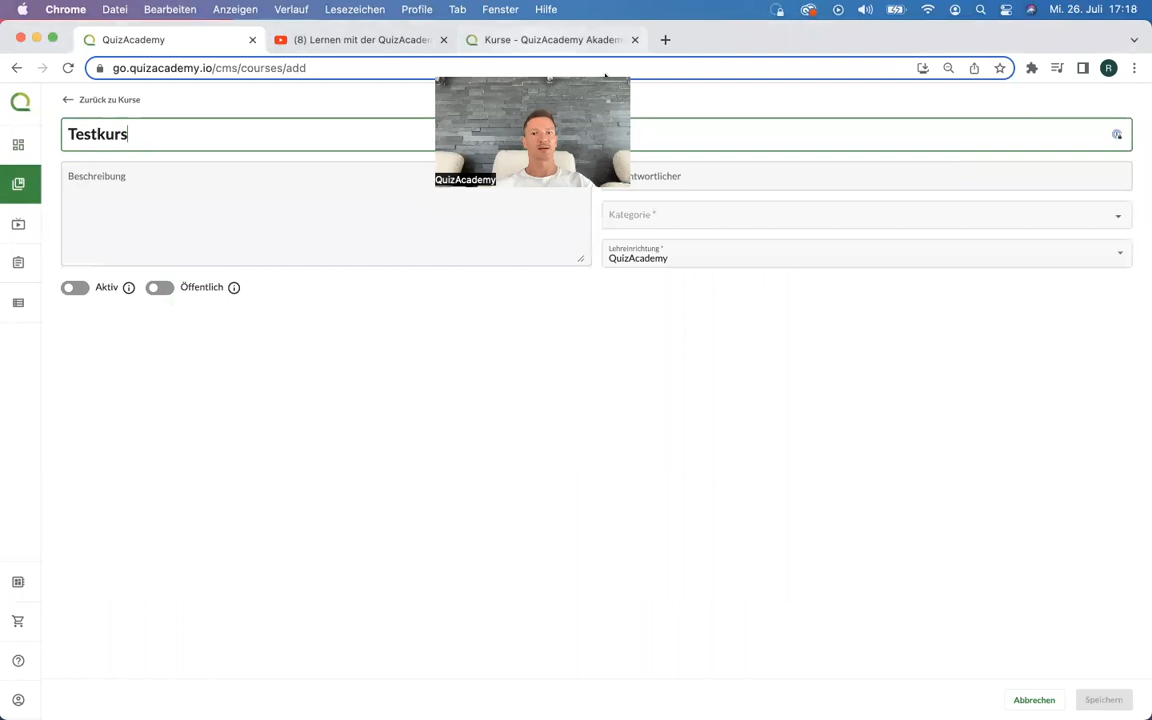 Chrome Datei Bearbeiten Anzeigen Verlauf Lesezeichen Profile Tab Fenster Hilfe Mi. 26. Juli 17:18
QuizAcademy (8) Lernen mit der QuizAcaden Kurse - QuizAcademy Akadem
go.quizacademy.io/cms/courses/add R
Zurück zu Kurse
Testkurs
Beschreibung
QuizAcademy
ntwortlicher
Kategorie *
Lehreinrichtung *
QuizAcademy
Aktiv Öffentlich
Abbrechen Speichern